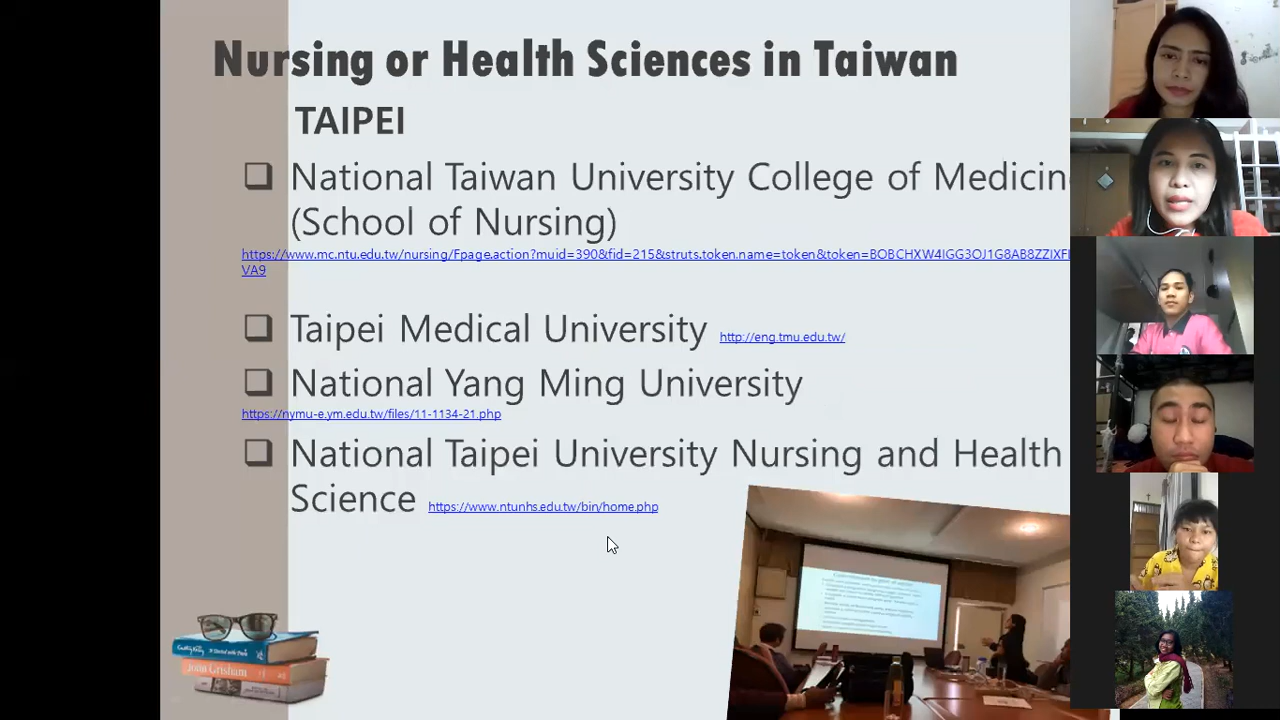 Nursing or Health Sciences in Taiwan
TAIPEI
National Taiwan University College of Medicin
(School of Nursing)
https://www.mc.ntu.edu.tw/nursing/Fpage.action?muid=390&fid=215&struts.token.name=token&token=BOBCHXW4IGG3OJ1G8AB8ZZIXF
VA9
Taipei Medical University http://eng.tmu.edu.tw/
National Yang Ming University
https://nymu-e.ym.edu.tw/files/11-1134-21.php
National Taipei University Nursing and Health
Science https://www.ntunhs.edu.tw/bin/home.php
John Grisham